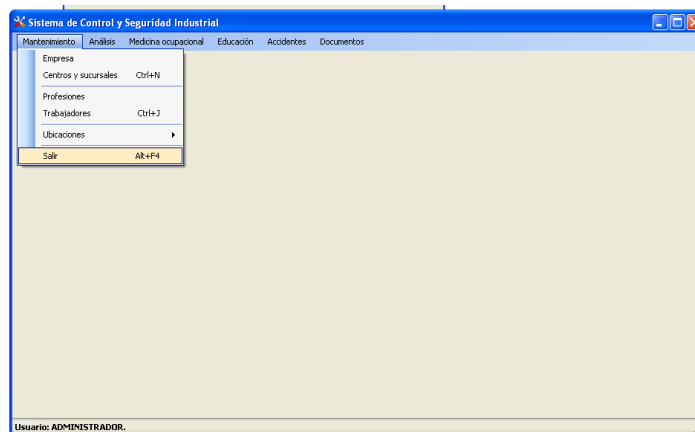 Sistema de Control y Seguridad Industrial
Mantenimiento Análisis Medicina ocupacional Educación Accidentes Documentos
Empresa
Centros y sucursales Ctrl+N
Profesiones
Trabajadores Ctrl+J
Ubicaciones
Salir Alt+F4
Usuario: ADMINISTRADOR.